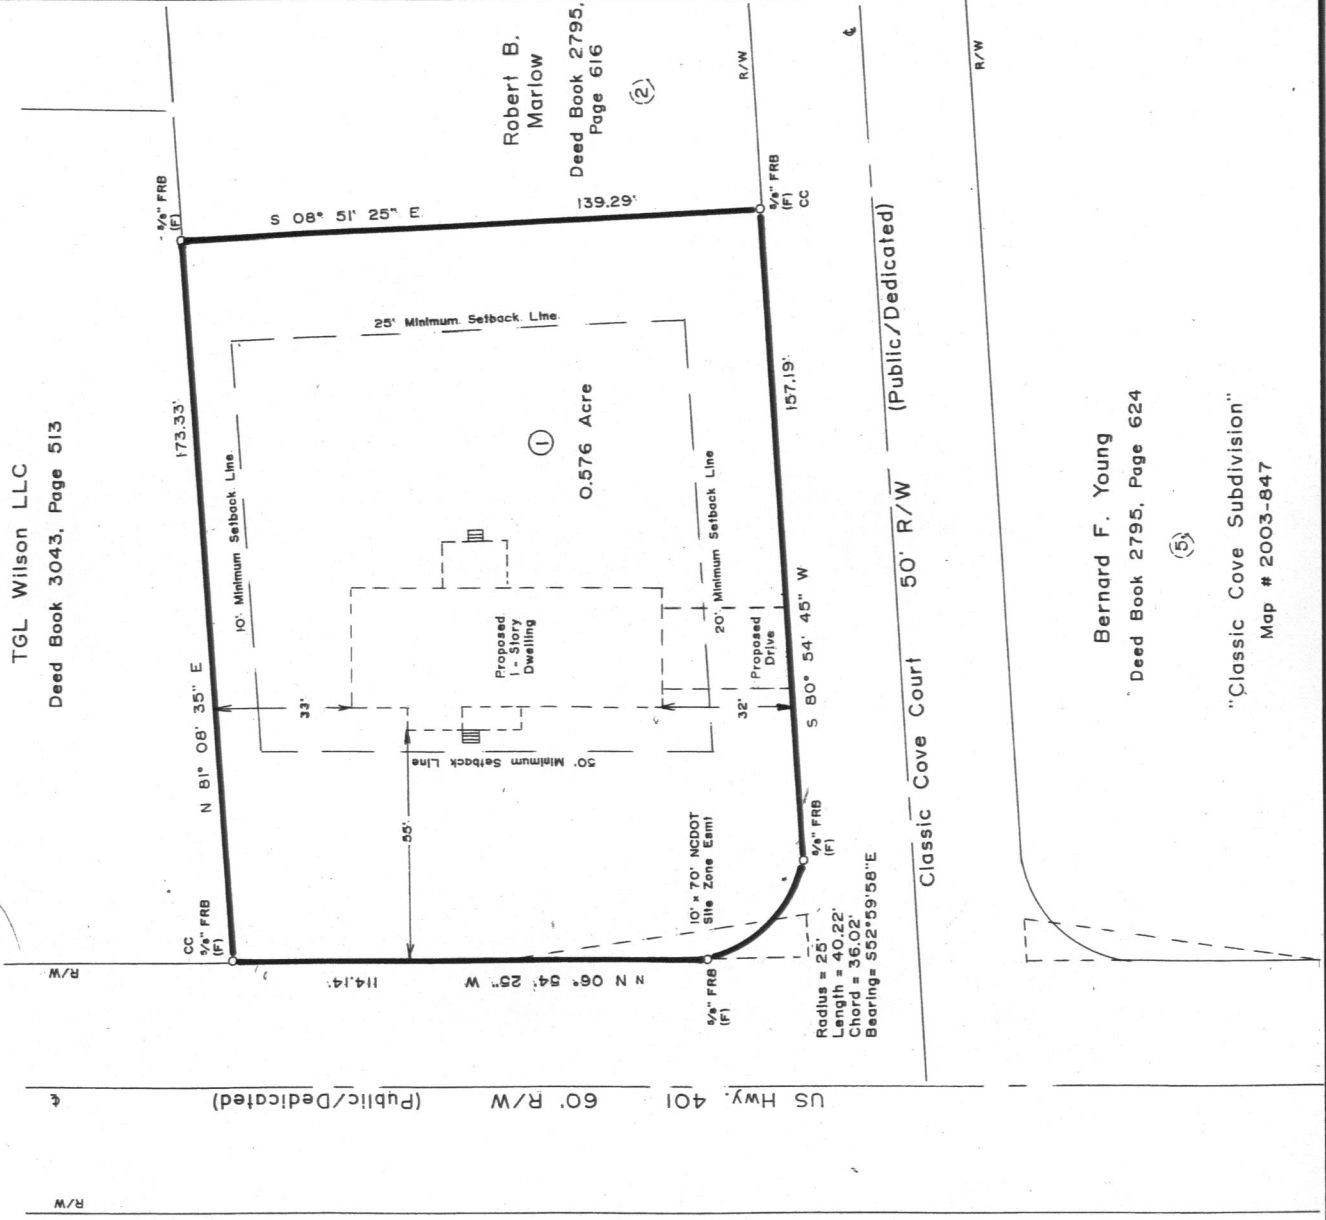 TGL Wilson LLC
Deed Book 3043, Page 513
Robert B.
Marlow
Deed Book 2795,
Page 616
(2)
R/W
℄
R/W
5/8" FRB
(F)
S 08° 51' 25" E
139.29'
5/8" FRB
(F)
CC
173.33'
N 81° 08' 35" E
10' Minimum Setback Line
25' Minimum Setback Line
1
0.576 Acre
157.19'
S 80° 54' 45" W
20' Minimum Setback Line
Proposed
1 - Story
Dwelling
Proposed
Drive
33'
32'
50' Minimum Setback Line
55'
10' x 70' NCDOT
Site Zone Esmt
5/8" FRB
(F)
CC
5/8" FRB
(F)
R/W
114.14'
N N 06° 54' 25" W
5/8" FRB
(F)
Radius = 25'
Length = 40.22'
Chord = 36.02'
Bearing= S52°59'58"E
Classic Cove Court 50' R/W (Public/Dedicated)
Bernard F. Young
Deed Book 2795, Page 624
(5)
"Classic Cove Subdivision"
Map # 2003-847
US Hwy. 401 60' R/W (Public/Dedicated)
℄
R/W